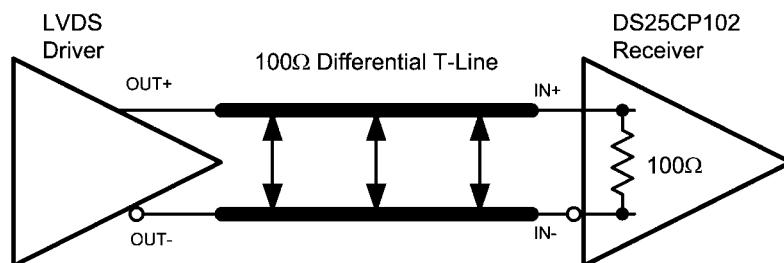 LVDS
Driver
DS25CP102
Receiver
100Ω Differential T-Line
OUT+
IN+
100Ω
OUT-
IN-